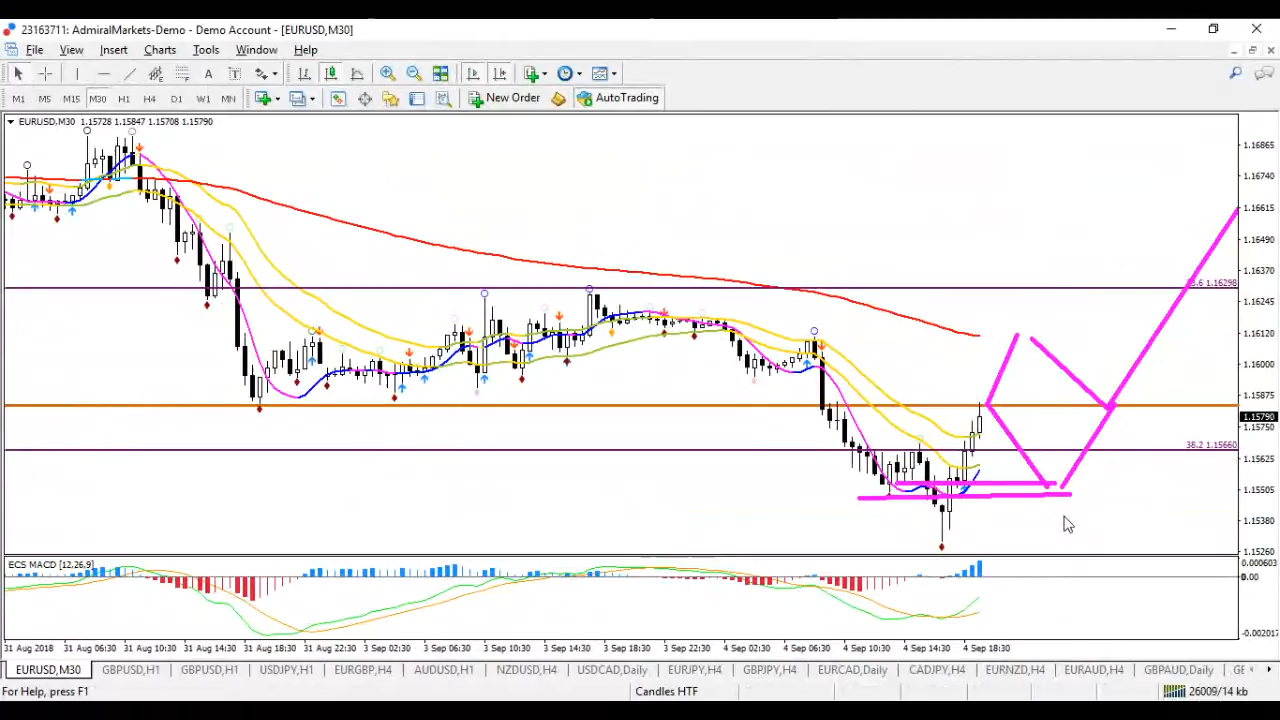 23163711: AdmiralMarkets-Demo - Demo Account - [EURUSD,M30]
File View Insert Charts Tools Window Help
New Order AutoTrading
M1 M5 M15 M30 H1 H4 D1 W1 MN
EURUSD,M30 1.15728 1.15847 1.15708 1.15790
1.16865
1.16740
1.16615
1.16490
1.16370
23.6 1.16298
1.16245
1.16120
1.16000
1.15875
1.15790
1.15750
38.2 1.15660
1.15625
1.15505
1.15380
1.15260
ECS MACD [12,26,9]
0.000603
0.00
-0.002017
31 Aug 2018 31 Aug 06:30 31 Aug 10:30 31 Aug 14:30 31 Aug 18:30 31 Aug 22:30 3 Sep 02:30 3 Sep 06:30 3 Sep 10:30 3 Sep 14:30 3 Sep 18:30 3 Sep 22:30 4 Sep 02:30 4 Sep 06:30 4 Sep 10:30 4 Sep 14:30 4 Sep 18:30
EURUSD,M30 GBPUSD,H1 GBPUSD,H1 USDJPY,H1 EURGBP,H4 AUDUSD,H1 NZDUSD,H4 USDCAD,Daily EURJPY,H4 GBPJPY,H4 EURCAD,Daily CADJPY,H4 EURNZD,H4 EURAUD,H4 GBPAUD,Daily
For Help, press F1 Candles HTF 26009/14 kb